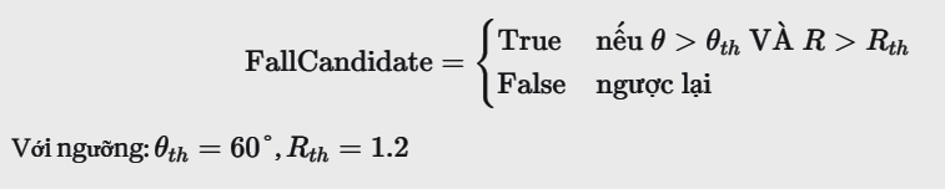 FallCandidate = { True nếu θ > θ_th VÀ R > R_th
False ngược lại
Với ngưỡng: θ_th = 60°, R_th = 1.2